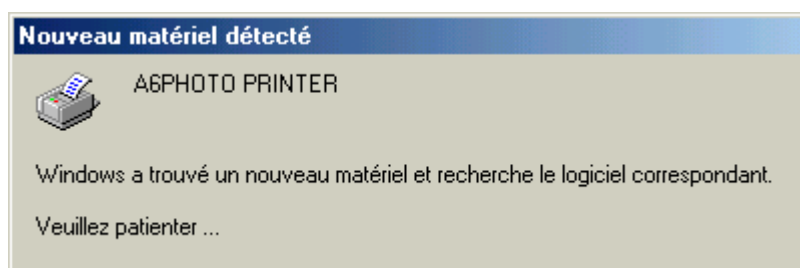 Nouveau matériel détecté
A6PHOTO PRINTER
Windows a trouvé un nouveau matériel et recherche le logiciel correspondant.
Veuillez patienter ...